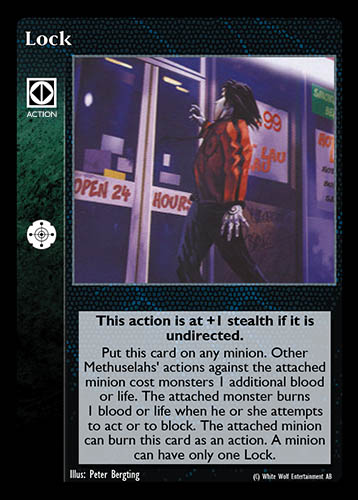 Lock
ACTION
99
OPEN 24 HOURS
This action is at +1 stealth if it is
undirected.
Put this card on any minion. Other
Methuselahs' actions against the attached
minion cost monsters 1 additional blood
or life. The attached monster burns
1 blood or life when he or she attempts
to act or to block. The attached minion
can burn this card as an action. A minion
can have only one Lock.
Illus: Peter Bergting
(C) White Wolf Entertainment AB